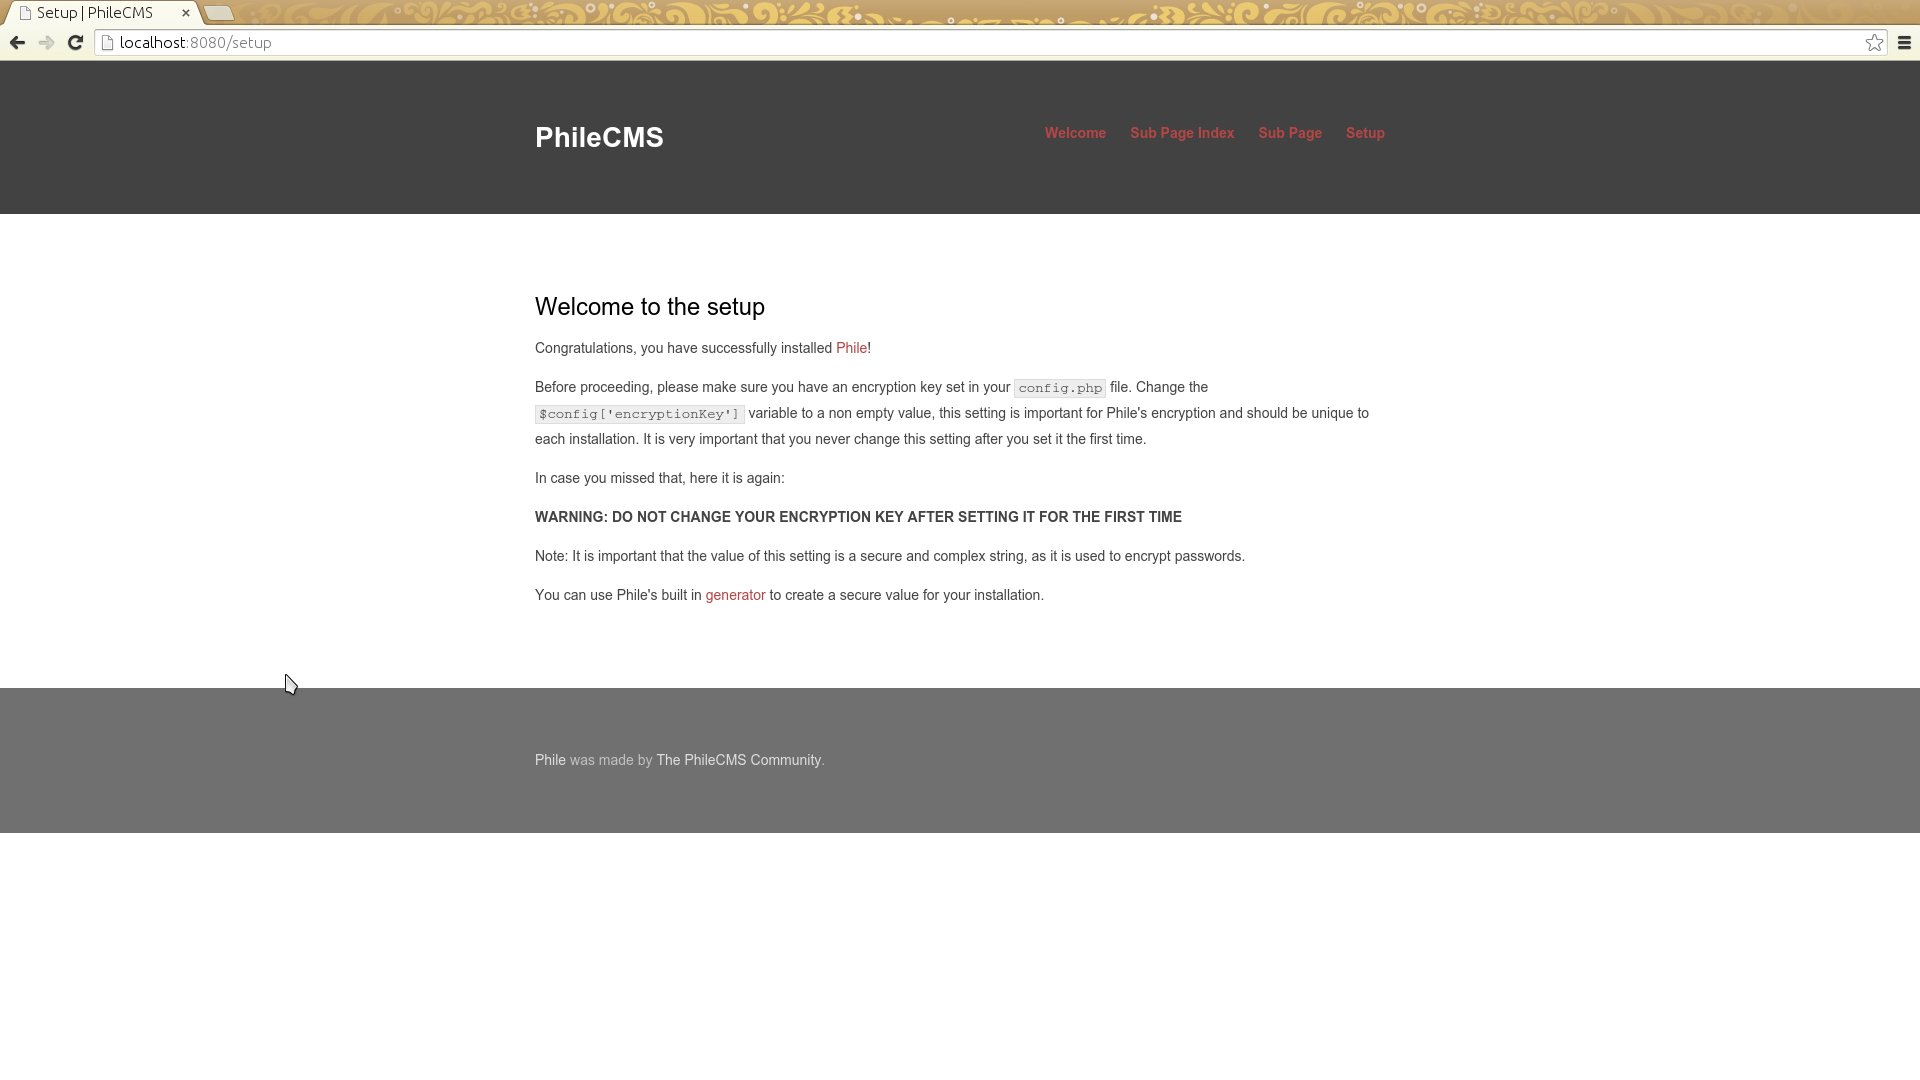 Setup | PhileCMS
localhost:8080/setup
PhileCMS
Welcome Sub Page Index Sub Page Setup
Welcome to the setup
Congratulations, you have successfully installed Phile!
Before proceeding, please make sure you have an encryption key set in your config.php file. Change the
$config['encryptionKey'] variable to a non empty value, this setting is important for Phile's encryption and should be unique to
each installation. It is very important that you never change this setting after you set it the first time.
In case you missed that, here it is again:
WARNING: DO NOT CHANGE YOUR ENCRYPTION KEY AFTER SETTING IT FOR THE FIRST TIME
Note: It is important that the value of this setting is a secure and complex string, as it is used to encrypt passwords.
You can use Phile's built in generator to create a secure value for your installation.
Phile was made by The PhileCMS Community.